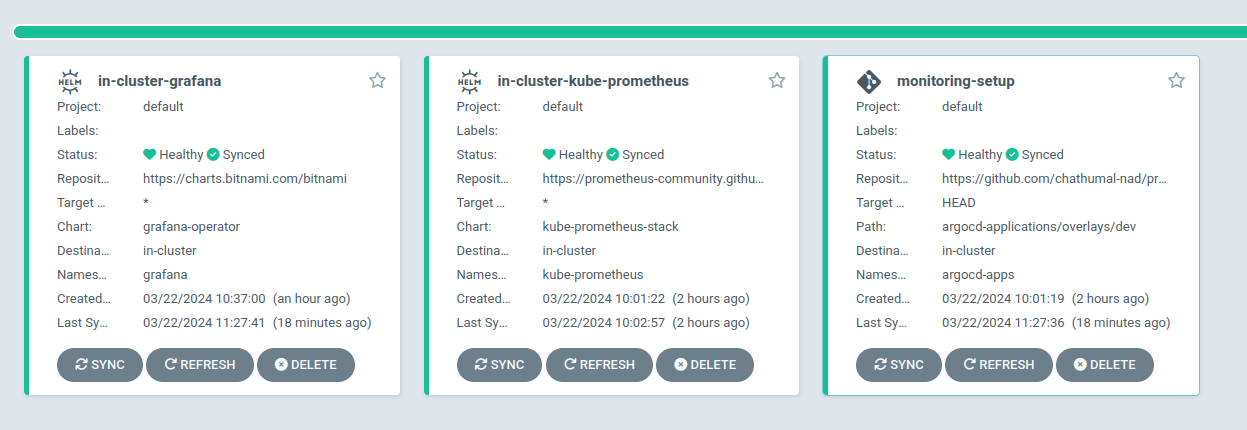 HELM
in-cluster-grafana
Project: default
Labels:
Status: Healthy Synced
Reposit... https://charts.bitnami.com/bitnami
Target ... *
Chart: grafana-operator
Destina... in-cluster
Names... grafana
Created... 03/22/2024 10:37:00 (an hour ago)
Last Sy... 03/22/2024 11:27:41 (18 minutes ago)
SYNC REFRESH DELETE
HELM
in-cluster-kube-prometheus
Project: default
Labels:
Status: Healthy Synced
Reposit... https://prometheus-community.githu...
Target ... *
Chart: kube-prometheus-stack
Destina... in-cluster
Names... kube-prometheus
Created... 03/22/2024 10:01:22 (2 hours ago)
Last Sy... 03/22/2024 10:02:57 (2 hours ago)
SYNC REFRESH DELETE
monitoring-setup
Project: default
Labels:
Status: Healthy Synced
Reposit... https://github.com/chathumal-nad/pr...
Target ... HEAD
Path: argocd-applications/overlays/dev
Destina... in-cluster
Names... argocd-apps
Created... 03/22/2024 10:01:19 (2 hours ago)
Last Sy... 03/22/2024 11:27:36 (18 minutes ago)
SYNC REFRESH DELETE